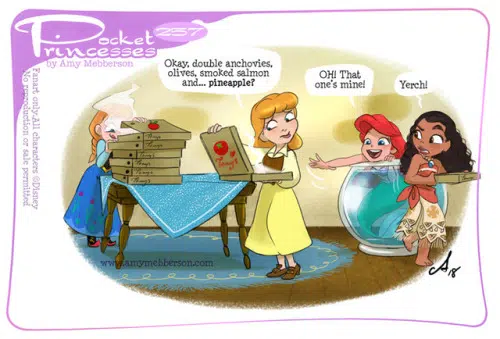 Pocket
Princesses
237
by Amy Mebberson
Fanart only. All characters ©Disney
No reproduction or sale permitted
Okay, double anchovies,
olives, smoked salmon
and... pineapple?
OH! That
one's mine!
Yerch!
www.amymebberson.com